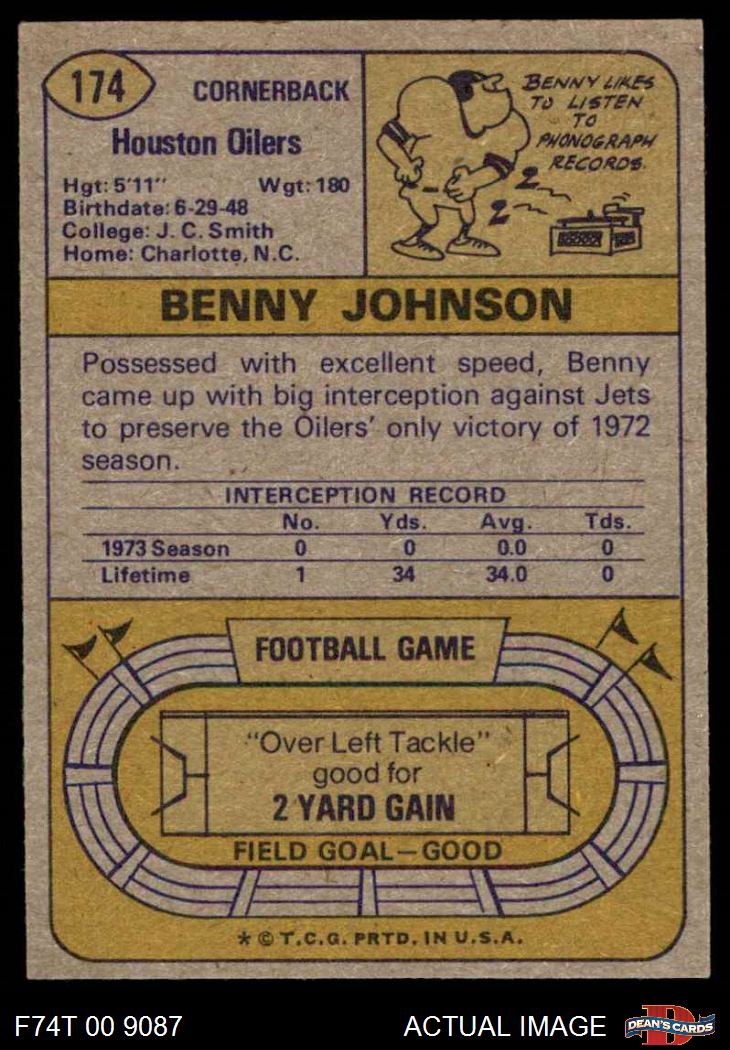 174
CORNERBACK
Houston Oilers
Hgt: 5'11" Wgt: 180
Birthdate: 6-29-48
College: J. C. Smith
Home: Charlotte, N.C.
BENNY LIKES
TO LISTEN
TO
PHONOGRAPH
RECORDS.
2
2
BENNY JOHNSON
Possessed with excellent speed, Benny
came up with big interception against Jets
to preserve the Oilers' only victory of 1972
season.
INTERCEPTION RECORD
No. Yds. Avg. Tds.
1973 Season 0 0 0.0 0
Lifetime 1 34 34.0 0
FOOTBALL GAME
"Over Left Tackle"
good for
2 YARD GAIN
FIELD GOAL—GOOD
* © T.C.G. PRTD. IN U.S.A.
F74T 00 9087 ACTUAL IMAGE
D
DEAN'S CARDS